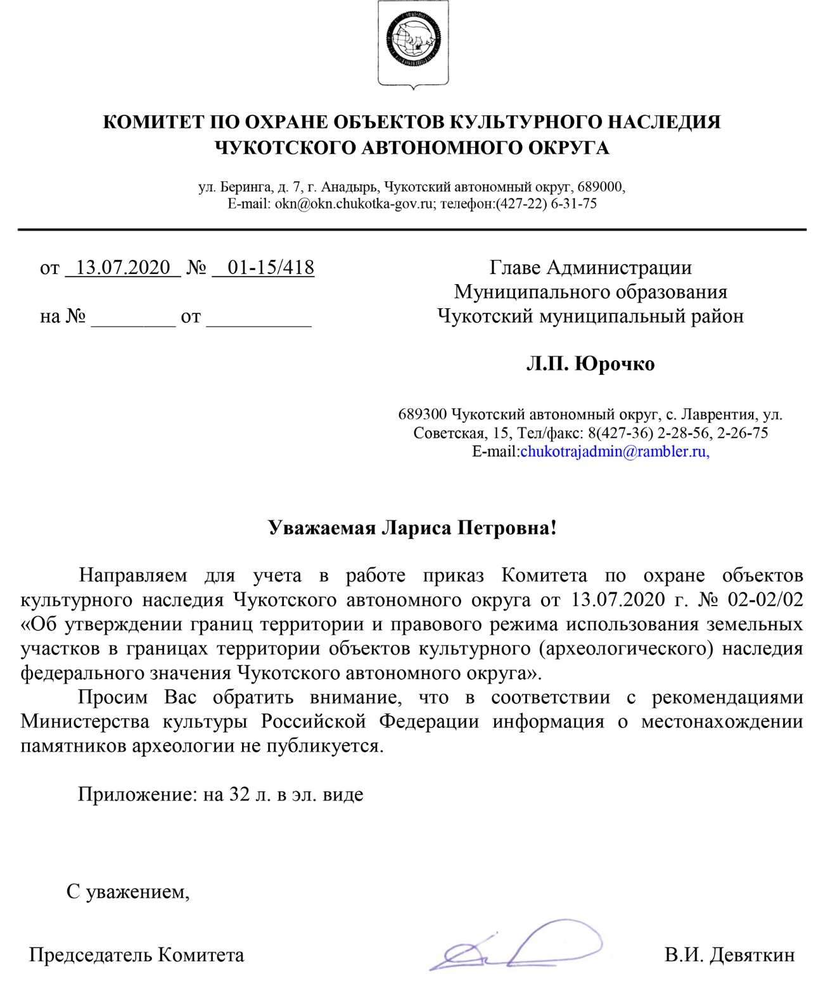 КОМИТЕТ ПО ОХРАНЕ ОБЪЕКТОВ КУЛЬТУРНОГО НАСЛЕДИЯ
ЧУКОТСКОГО АВТОНОМНОГО ОКРУГА
ул. Беринга, д. 7, г. Анадырь, Чукотский автономный округ, 689000,
E-mail: okn@okn.chukotka-gov.ru; телефон:(427-22) 6-31-75
от 13.07.2020 № 01-15/418
на № ________ от __________
Главе Администрации
Муниципального образования
Чукотский муниципальный район
Л.П. Юрочко
689300 Чукотский автономный округ, с. Лаврентия, ул.
Советская, 15, Тел/факс: 8(427-36) 2-28-56, 2-26-75
E-mail:chukotrajadmin@rambler.ru,
Уважаемая Лариса Петровна!
Направляем для учета в работе приказ Комитета по охране объектов
культурного наследия Чукотского автономного округа от 13.07.2020 г. № 02-02/02
«Об утверждении границ территории и правового режима использования земельных
участков в границах территории объектов культурного (археологического) наследия
федерального значения Чукотского автономного округа».
Просим Вас обратить внимание, что в соответствии с рекомендациями
Министерства культуры Российской Федерации информация о местонахождении
памятников археологии не публикуется.
Приложение: на 32 л. в эл. виде
С уважением,
Председатель Комитета
В.И. Девяткин